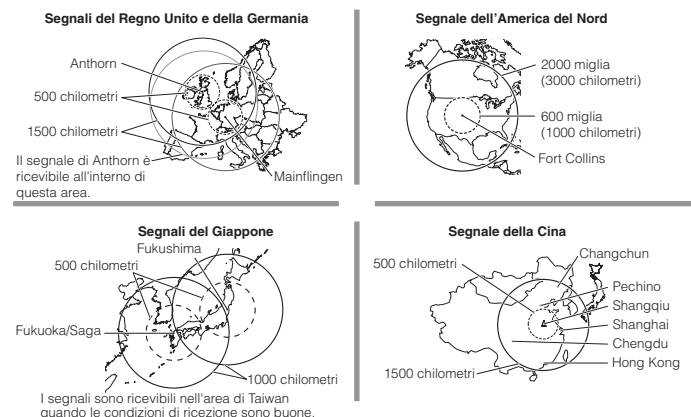 Segnali del Regno Unito e della Germania
Anthorn
500 chilometri
1500 chilometri
Il segnale di Anthorn è
ricevibile all'interno di
questa area.
Mainflingen
Segnale dell'America del Nord
2000 miglia
(3000 chilometri)
600 miglia
(1000 chilometri)
Fort Collins
Segnali del Giappone
Fukushima
500 chilometri
Fukuoka/Saga
1000 chilometri
I segnali sono ricevibili nell'area di Taiwan
quando le condizioni di ricezione sono buone.
Segnale della Cina
Changchun
500 chilometri
Pechino
Shangqiu
Shanghai
Chengdu
Hong Kong
1500 chilometri